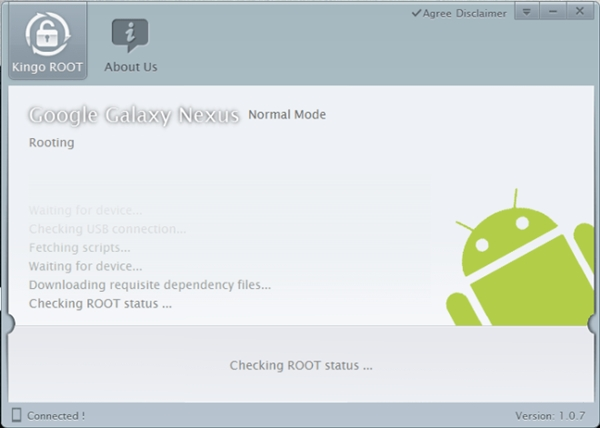 Agree Disclaimer
Kingo ROOT
About Us
Google Galaxy Nexus Normal Mode
Rooting
Waiting for device...
Checking USB connection...
Fetching scripts...
Waiting for device...
Downloading requisite dependency files...
Checking ROOT status ...
Checking ROOT status ...
Connected !
Version: 1.0.7